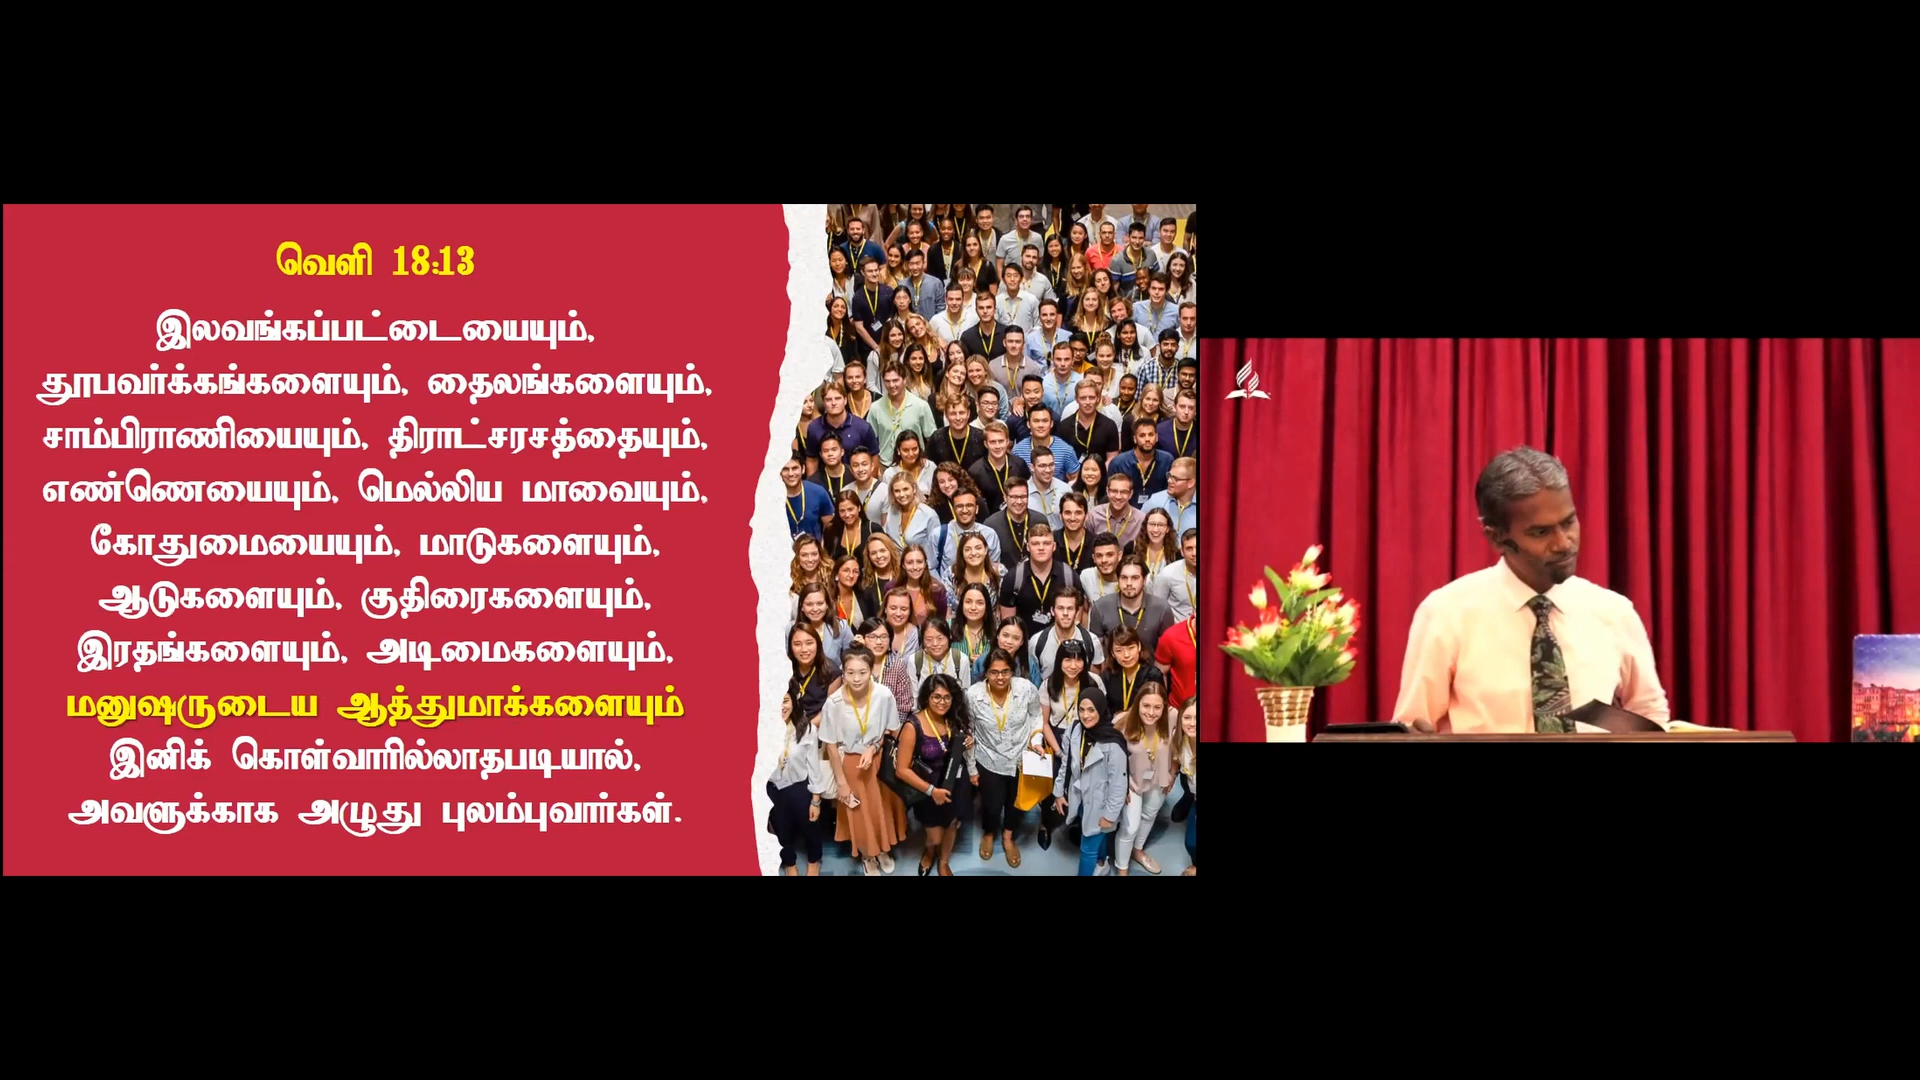 வெளி 18:13
இலவங்கப்பட்டையையும்,
தூபவர்க்கங்களையும், தைலங்களையும்,
சாம்பிராணியையும், திராட்சரசத்தையும்,
எண்ணெயையும், மெல்லிய மாவையும்,
கோதுமையையும், மாடுகளையும்,
ஆடுகளையும், குதிரைகளையும்,
இரதங்களையும், அடிமைகளையும்,
மனுஷருடைய ஆத்துமாக்களையும்
இனிக் கொள்வாரில்லாதபடியால்,
அவளுக்காக அழுது புலம்புவார்கள்.